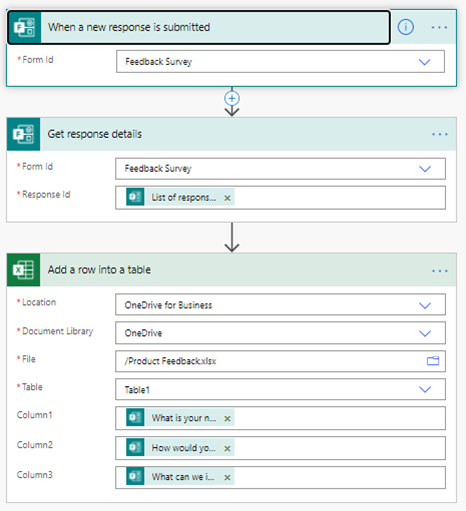 When a new response is submitted
* Form Id Feedback Survey
Get response details
* Form Id Feedback Survey
* Response Id List of respons... ×
Add a row into a table
* Location OneDrive for Business
* Document Library OneDrive
* File /Product Feedback.xlsx
* Table Table1
Column1 What is your n... ×
Column2 How would yo... ×
Column3 What can we i... ×